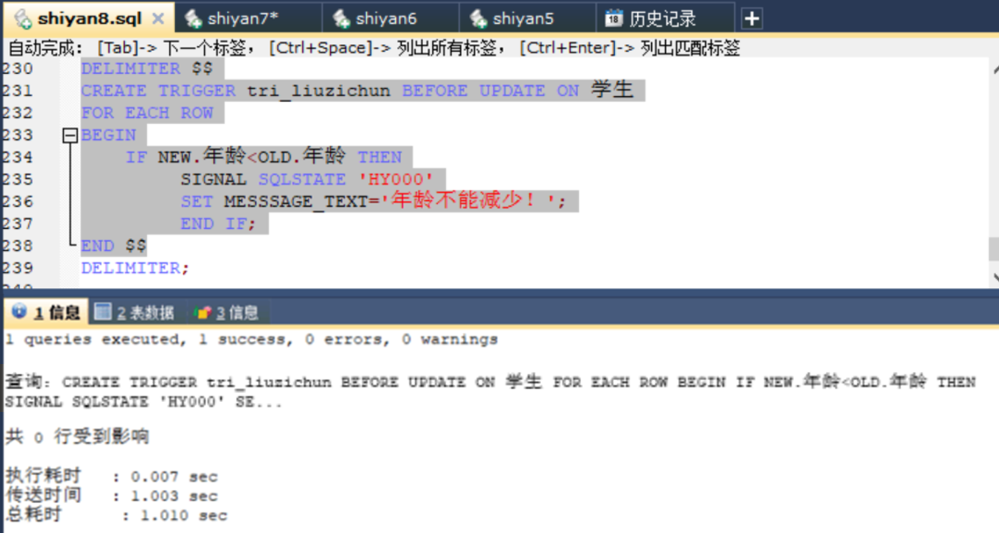 shiyan8.sql shiyan7* shiyan6 shiyan5 18 历史记录
自动完成： [Tab]-> 下一个标签， [Ctrl+Space]-> 列出所有标签， [Ctrl+Enter]-> 列出匹配标签
230 DELIMITER $$
231 CREATE TRIGGER tri_liuzichun BEFORE UPDATE ON 学生
232 FOR EACH ROW
233 BEGIN
234 IF NEW.年龄<OLD.年龄 THEN
235 SIGNAL SQLSTATE 'HY000'
236 SET MESSSAGE_TEXT='年龄不能减少！';
237 END IF;
238 END $$
239 DELIMITER;
1 信息 2 表数据 3 信息
1 queries executed, 1 success, 0 errors, 0 warnings
查询：CREATE TRIGGER tri_liuzichun BEFORE UPDATE ON 学生 FOR EACH ROW BEGIN IF NEW.年龄<OLD.年龄 THEN
SIGNAL SQLSTATE 'HY000' SE...
共 0 行受到影响
执行耗时 : 0.007 sec
传送时间 : 1.003 sec
总耗时 : 1.010 sec